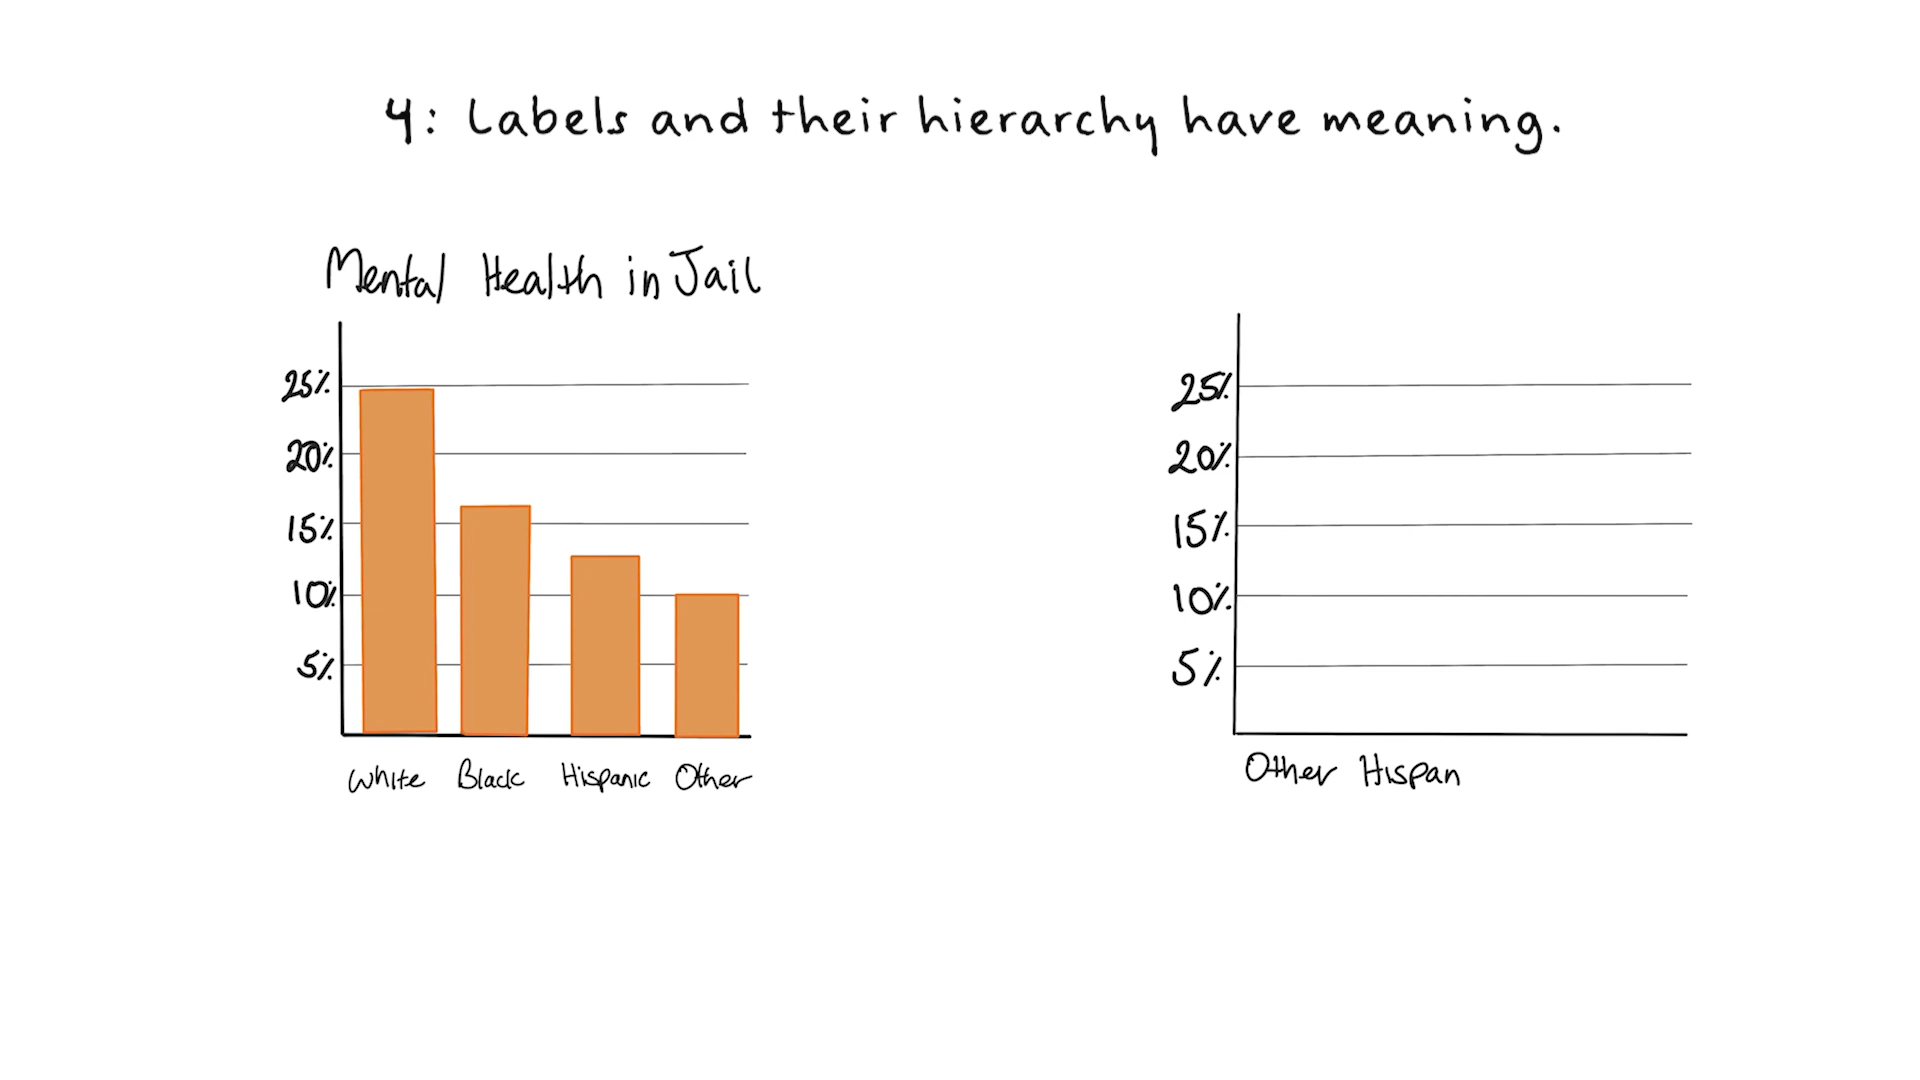 4: Labels and their hierarchy have meaning.
Mental Health in Jail
25%
20%
15%
10%
5%
White Black Hispanic Other
25%
20%
15%
10%
5%
Other Hispan